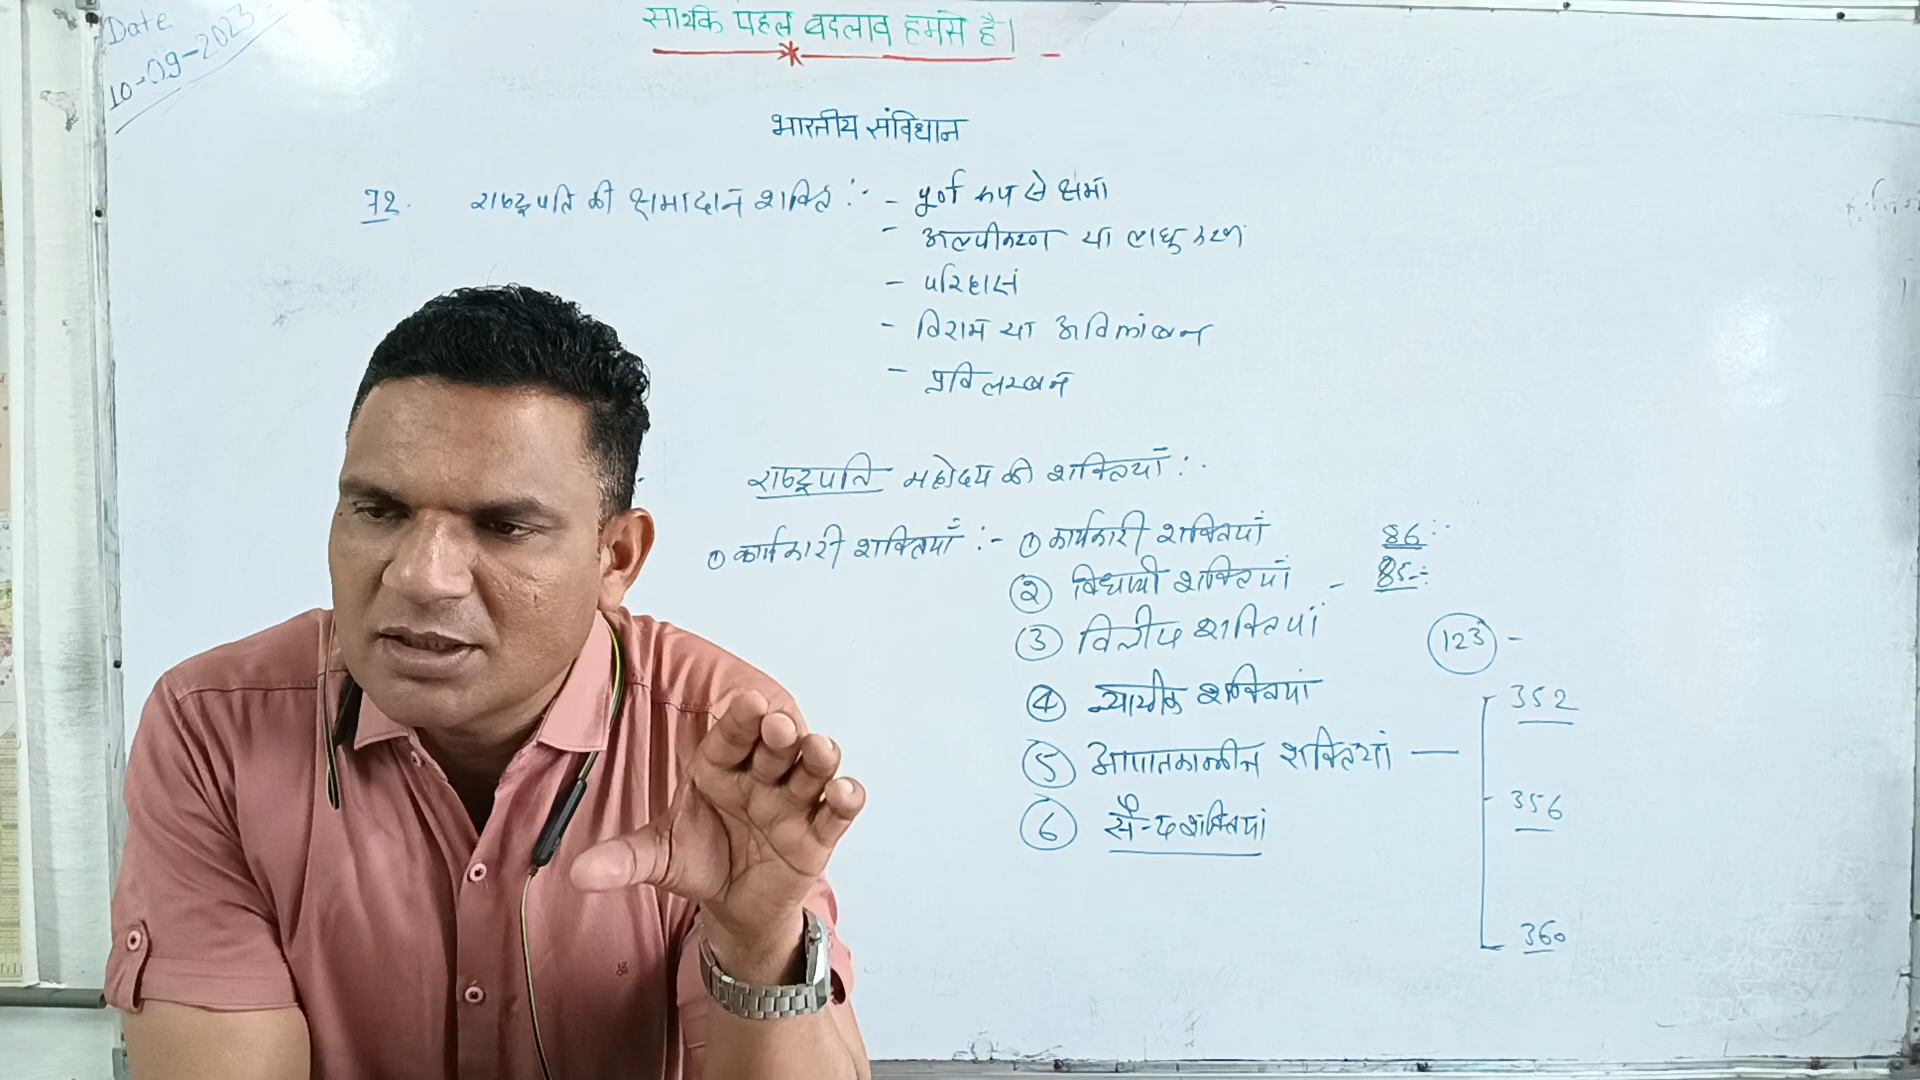 Date
10-09-2023
सार्थक पहल बदलाव हमसे है।
भारतीय संविधान
72. राष्ट्रपति की क्षमादान शक्ति :- - पूर्ण रूप से क्षमा
- अल्पीकरण या लघुकरण
- परिहास
- विराम या अविलंबन
- प्रविलम्बन
राष्ट्रपति महोदय की शक्तियाँ :-
① कार्यकारी शक्तियाँ :- ① कार्यकारी शक्तियां 86 :-
② विधायी शक्तियाँ - 85 :-
③ वित्तीय शक्तियां
123 -
④ न्यायीक शक्तियां
352
⑤ आपातकालीन शक्तियां —
356
⑥ सैन्य शक्तियां
360